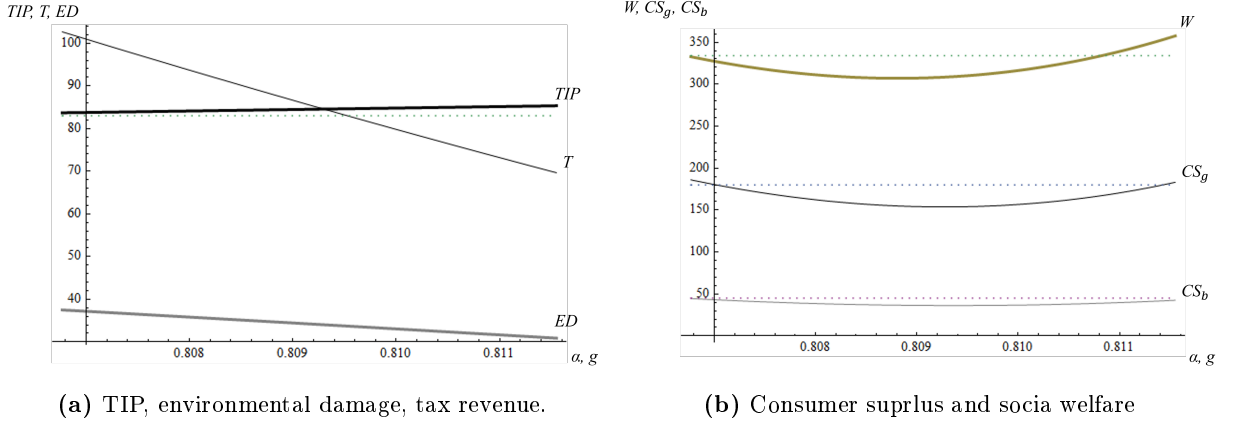 TIP, T, ED
100
90
80
70
60
50
40
0.808 0.809 0.810 0.811
TIP
T
ED
α, g
(a) TIP, environmental damage, tax revenue.
W, CSg, CSb
350
300
250
200
150
100
50
0.808 0.809 0.810 0.811
W
CSg
CSb
α, g
(b) Consumer suprlus and socia welfare